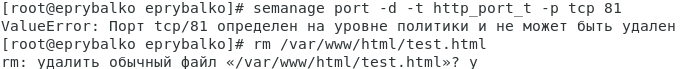 [root@eprybalko eprybalko]# semanage port -d -t http_port_t -p tcp 81
ValueError: Порт tcp/81 определен на уровне политики и не может быть удален
[root@eprybalko eprybalko]# rm /var/www/html/test.html
rm: удалить обычный файл «/var/www/html/test.html»? y